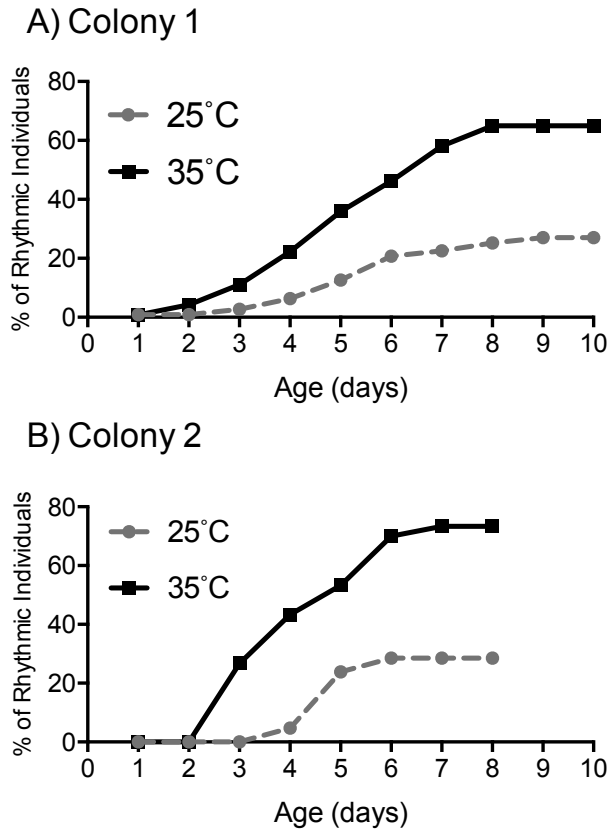 A) Colony 1
% of Rhythmic Individuals
80
60
40
20
0
25°C
35°C
0 1 2 3 4 5 6 7 8 9 10
Age (days)
B) Colony 2
% of Rhythmic Individuals
80
60
40
20
0
25°C
35°C
0 1 2 3 4 5 6 7 8 9 10
Age (days)